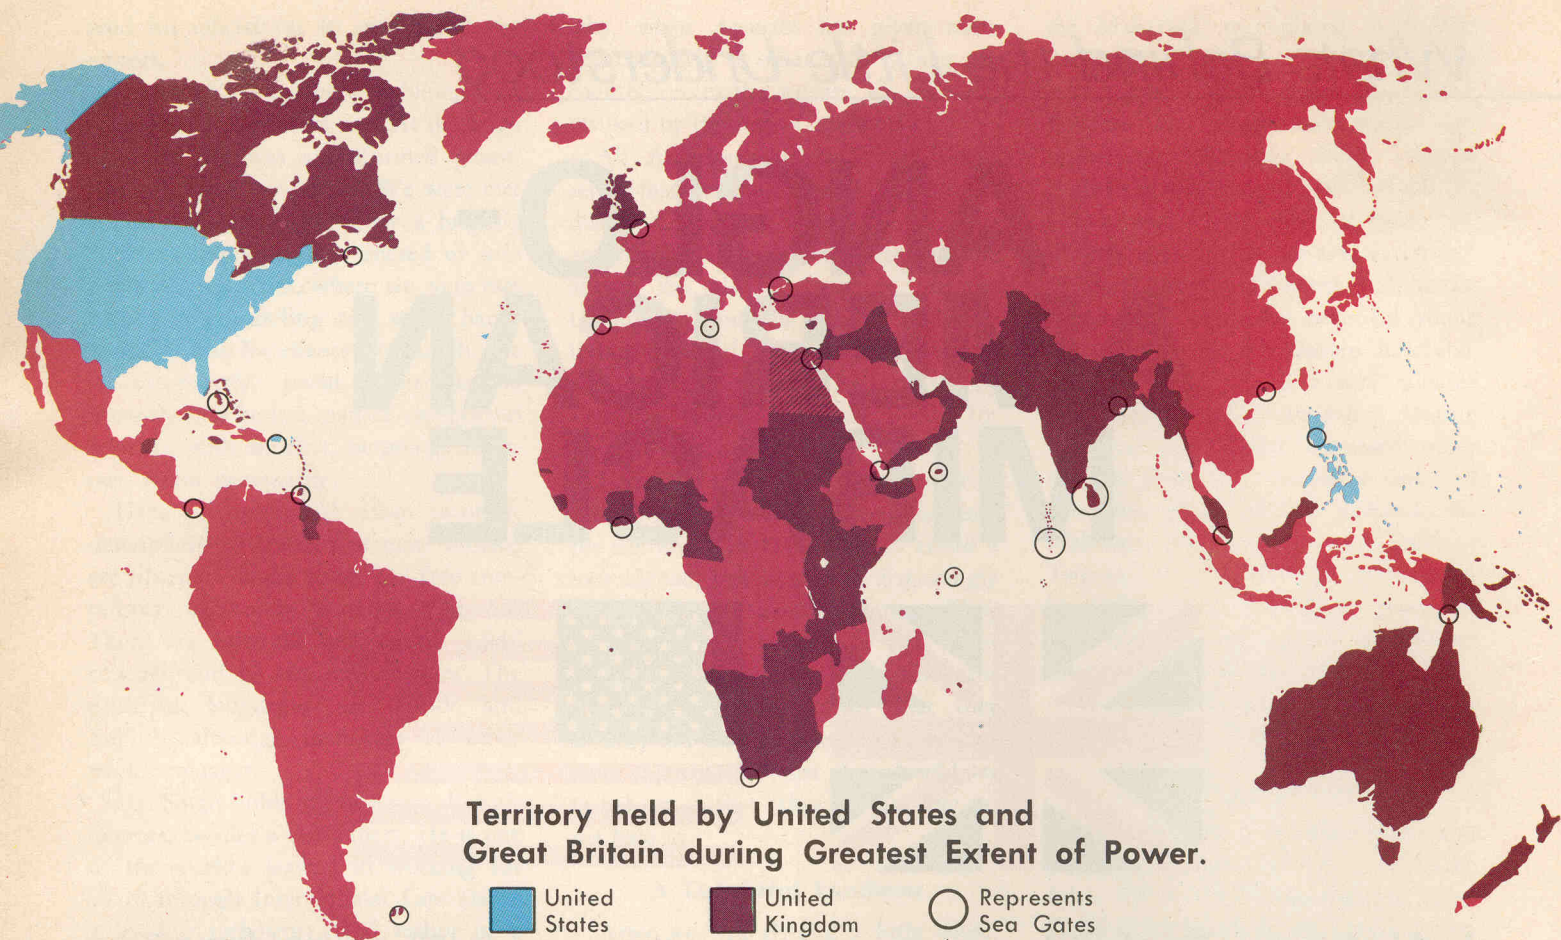 Territory held by United States and
Great Britain during Greatest Extent of Power.
United
States
United
Kingdom
Represents
Sea Gates